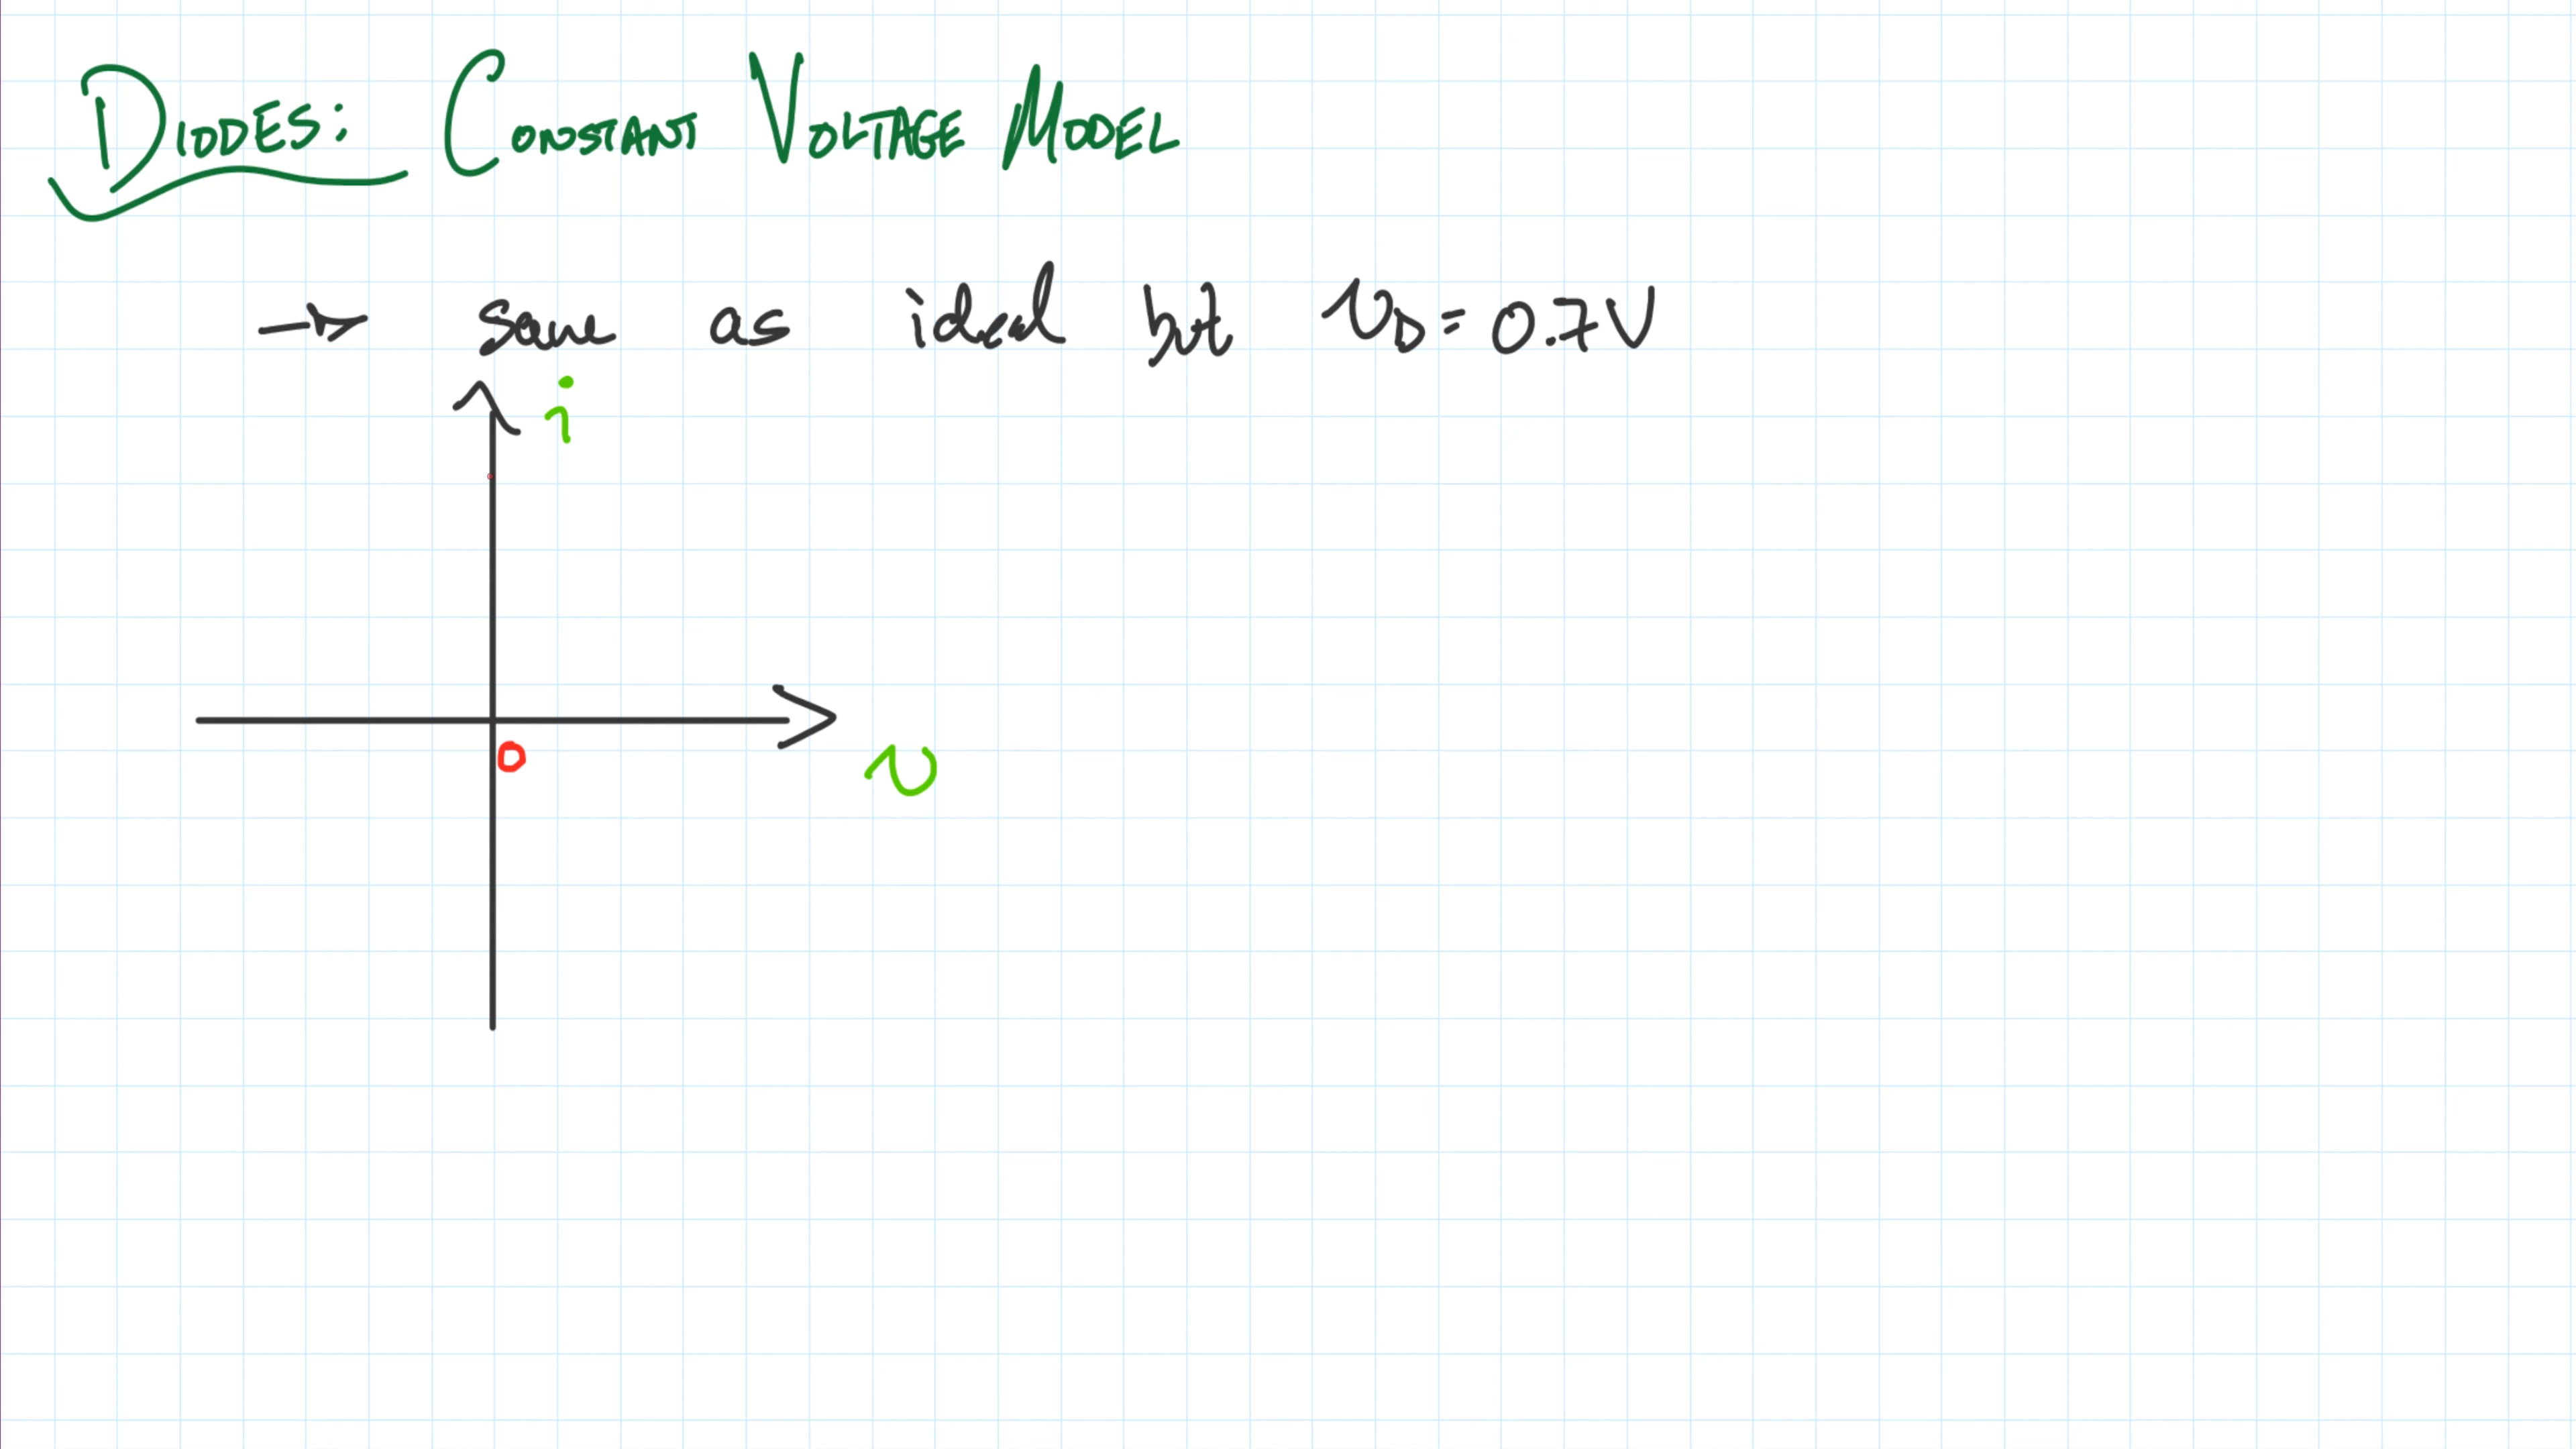 DIODES: CONSTANT VOLTAGE MODEL
→ same as ideal but v_D = 0.7V
i
0
v